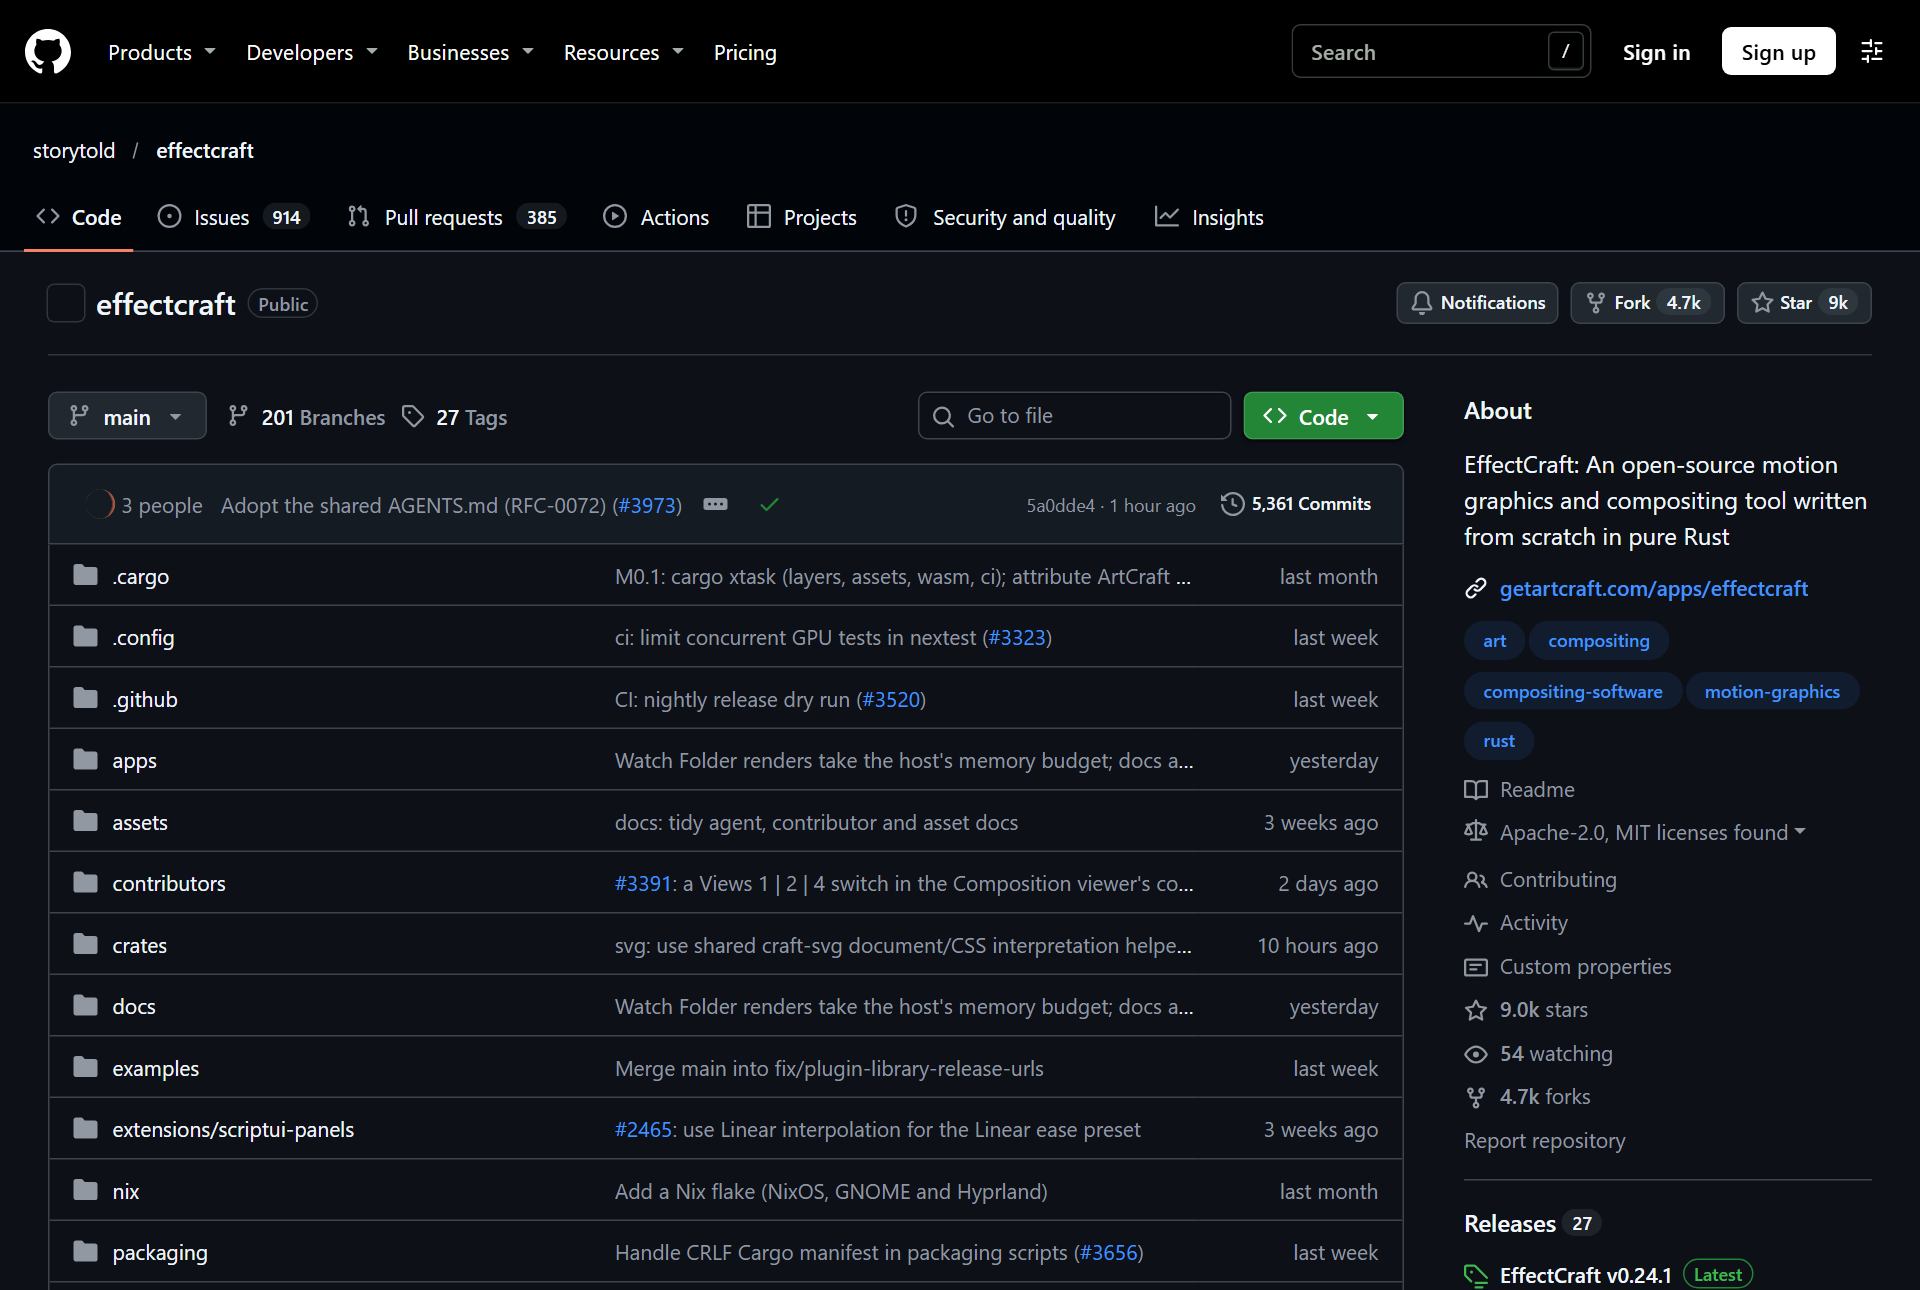 Products Developers Businesses Resources Pricing Search / Sign in Sign up
storytold / effectcraft
Code Issues 914 Pull requests 385 Actions Projects Security and quality Insights
effectcraft Public Notifications Fork 4.7k Star 9k
main 201 Branches 27 Tags Go to file Code
3 people Adopt the shared AGENTS.md (RFC-0072) (#3973) 5a0dde4 · 1 hour ago 5,361 Commits
.cargo M0.1: cargo xtask (layers, assets, wasm, ci); attribute ArtCraft ... last month
.config ci: limit concurrent GPU tests in nextest (#3323) last week
.github CI: nightly release dry run (#3520) last week
apps Watch Folder renders take the host's memory budget; docs a... yesterday
assets docs: tidy agent, contributor and asset docs 3 weeks ago
contributors #3391: a Views 1 | 2 | 4 switch in the Composition viewer's co... 2 days ago
crates svg: use shared craft-svg document/CSS interpretation helpe... 10 hours ago
docs Watch Folder renders take the host's memory budget; docs a... yesterday
examples Merge main into fix/plugin-library-release-urls last week
extensions/scriptui-panels #2465: use Linear interpolation for the Linear ease preset 3 weeks ago
nix Add a Nix flake (NixOS, GNOME and Hyprland) last month
packaging Handle CRLF Cargo manifest in packaging scripts (#3656) last week
About
EffectCraft: An open-source motion
graphics and compositing tool written
from scratch in pure Rust
getartcraft.com/apps/effectcraft
art compositing
compositing-software motion-graphics
rust
Readme
Apache-2.0, MIT licenses found
Contributing
Activity
Custom properties
9.0k stars
54 watching
4.7k forks
Report repository
Releases 27
EffectCraft v0.24.1 Latest